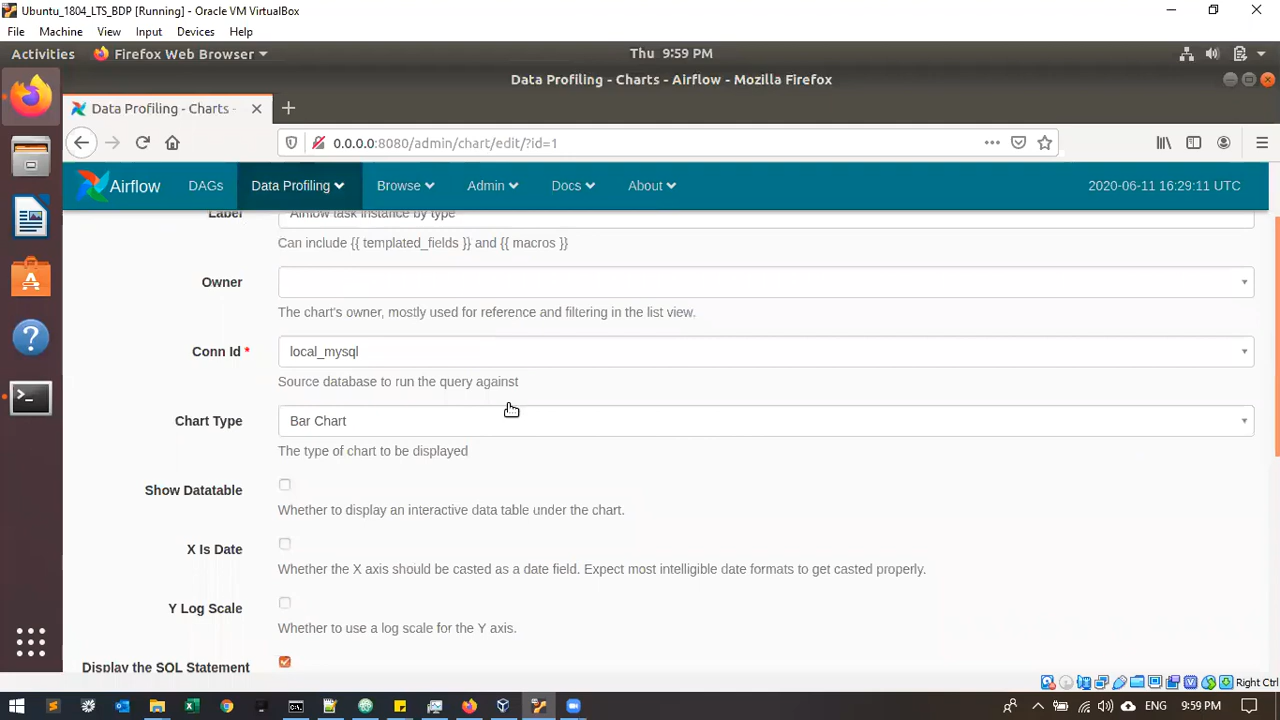 Ubuntu_1804_LTS_BDP [Running] - Oracle VM VirtualBox
File Machine View Input Devices Help
Activities Firefox Web Browser Thu 9:59 PM
Data Profiling - Charts - Airflow - Mozilla Firefox
Data Profiling - Charts -
0.0.0.0:8080/admin/chart/edit/?id=1
Airflow DAGs Data Profiling Browse Admin Docs About 2020-06-11 16:29:11 UTC
Label Airflow task instance by type
Can include {{ templated_fields }} and {{ macros }}
Owner
The chart's owner, mostly used for reference and filtering in the list view.
Conn Id * local_mysql
Source database to run the query against
Chart Type Bar Chart
The type of chart to be displayed
Show Datatable
Whether to display an interactive data table under the chart.
X Is Date
Whether the X axis should be casted as a date field. Expect most intelligible date formats to get casted properly.
Y Log Scale
Whether to use a log scale for the Y axis.
Display the SQL Statement
Right Ctrl
ENG 9:59 PM